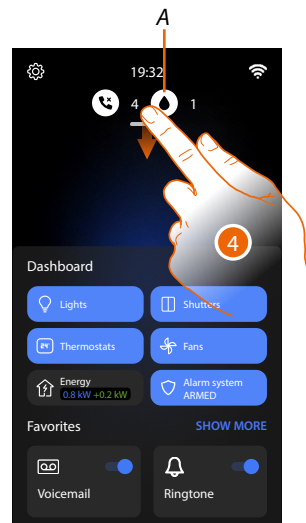 A
19:32
4 1
4
Dashboard
Lights Shutters
Thermostats Fans
Energy
0.8 kW +0.2 kW
Alarm system
ARMED
Favorites SHOW MORE
Voicemail Ringtone